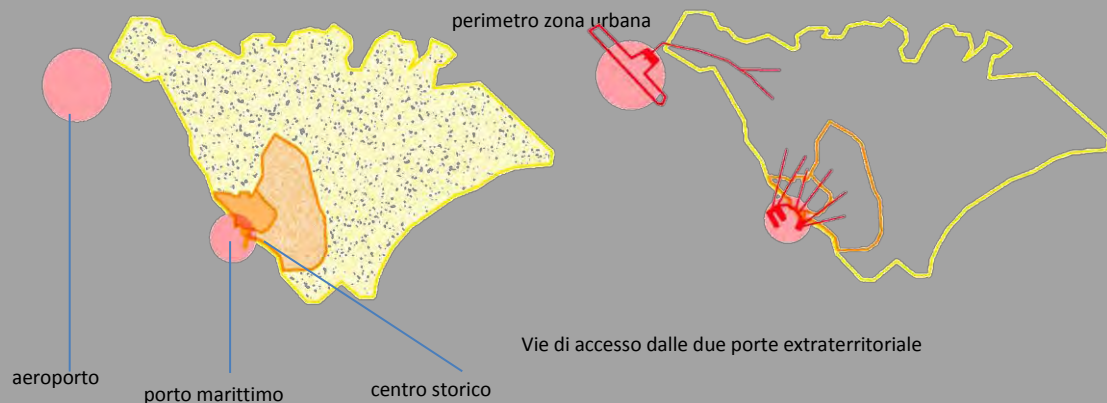 perimetro zona urbana
Vie di accesso dalle due porte extraterritoriale
aeroporto
porto marittimo
centro storico